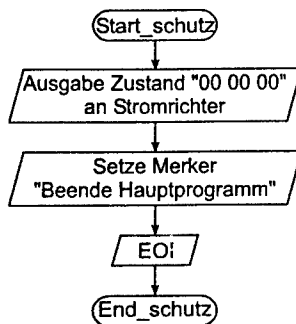 Start_schutz
Ausgabe Zustand "00 00 00"
an Stromrichter
Setze Merker
"Beende Hauptprogramm"
EOI
End_schutz